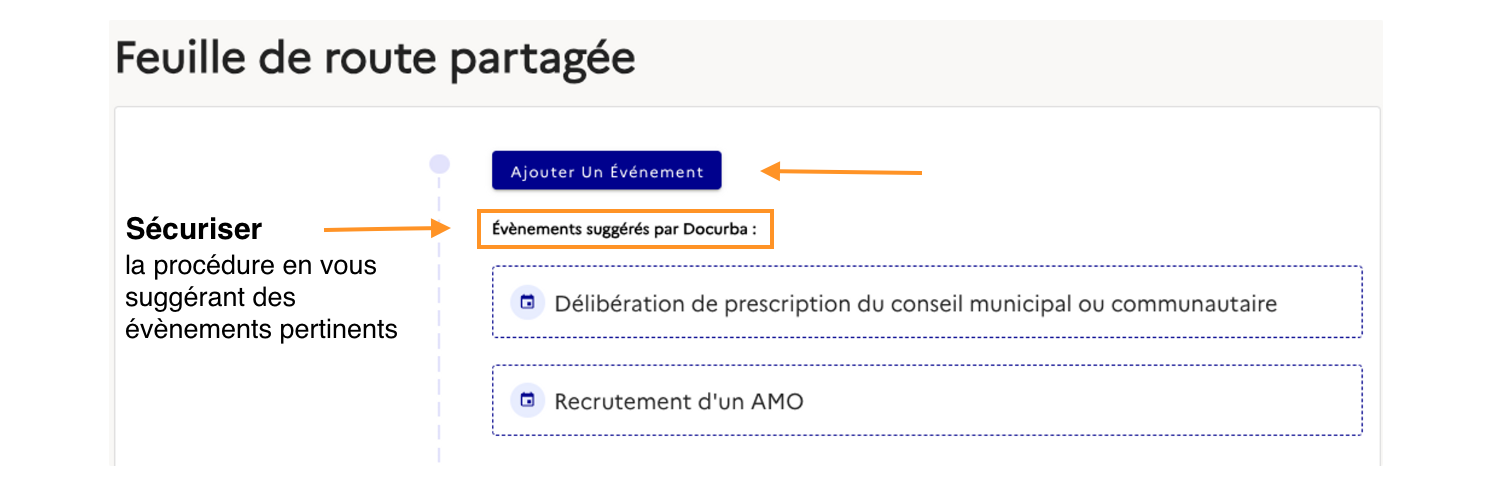 Feuille de route partagée
Ajouter Un Événement
Sécuriser
la procédure en vous
suggérant des
évènements pertinents
Évènements suggérés par Docurba :
Délibération de prescription du conseil municipal ou communautaire
Recrutement d'un AMO